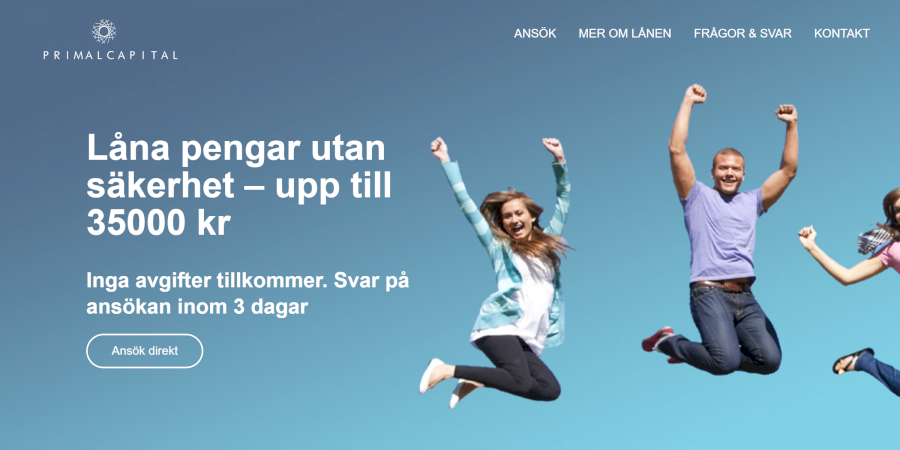 PRIMALCAPITAL
ANSÖK MER OM LÅNEN FRÅGOR & SVAR KONTAKT
Låna pengar utan
säkerhet – upp till
35000 kr
Inga avgifter tillkommer. Svar på
ansökan inom 3 dagar
Ansök direkt